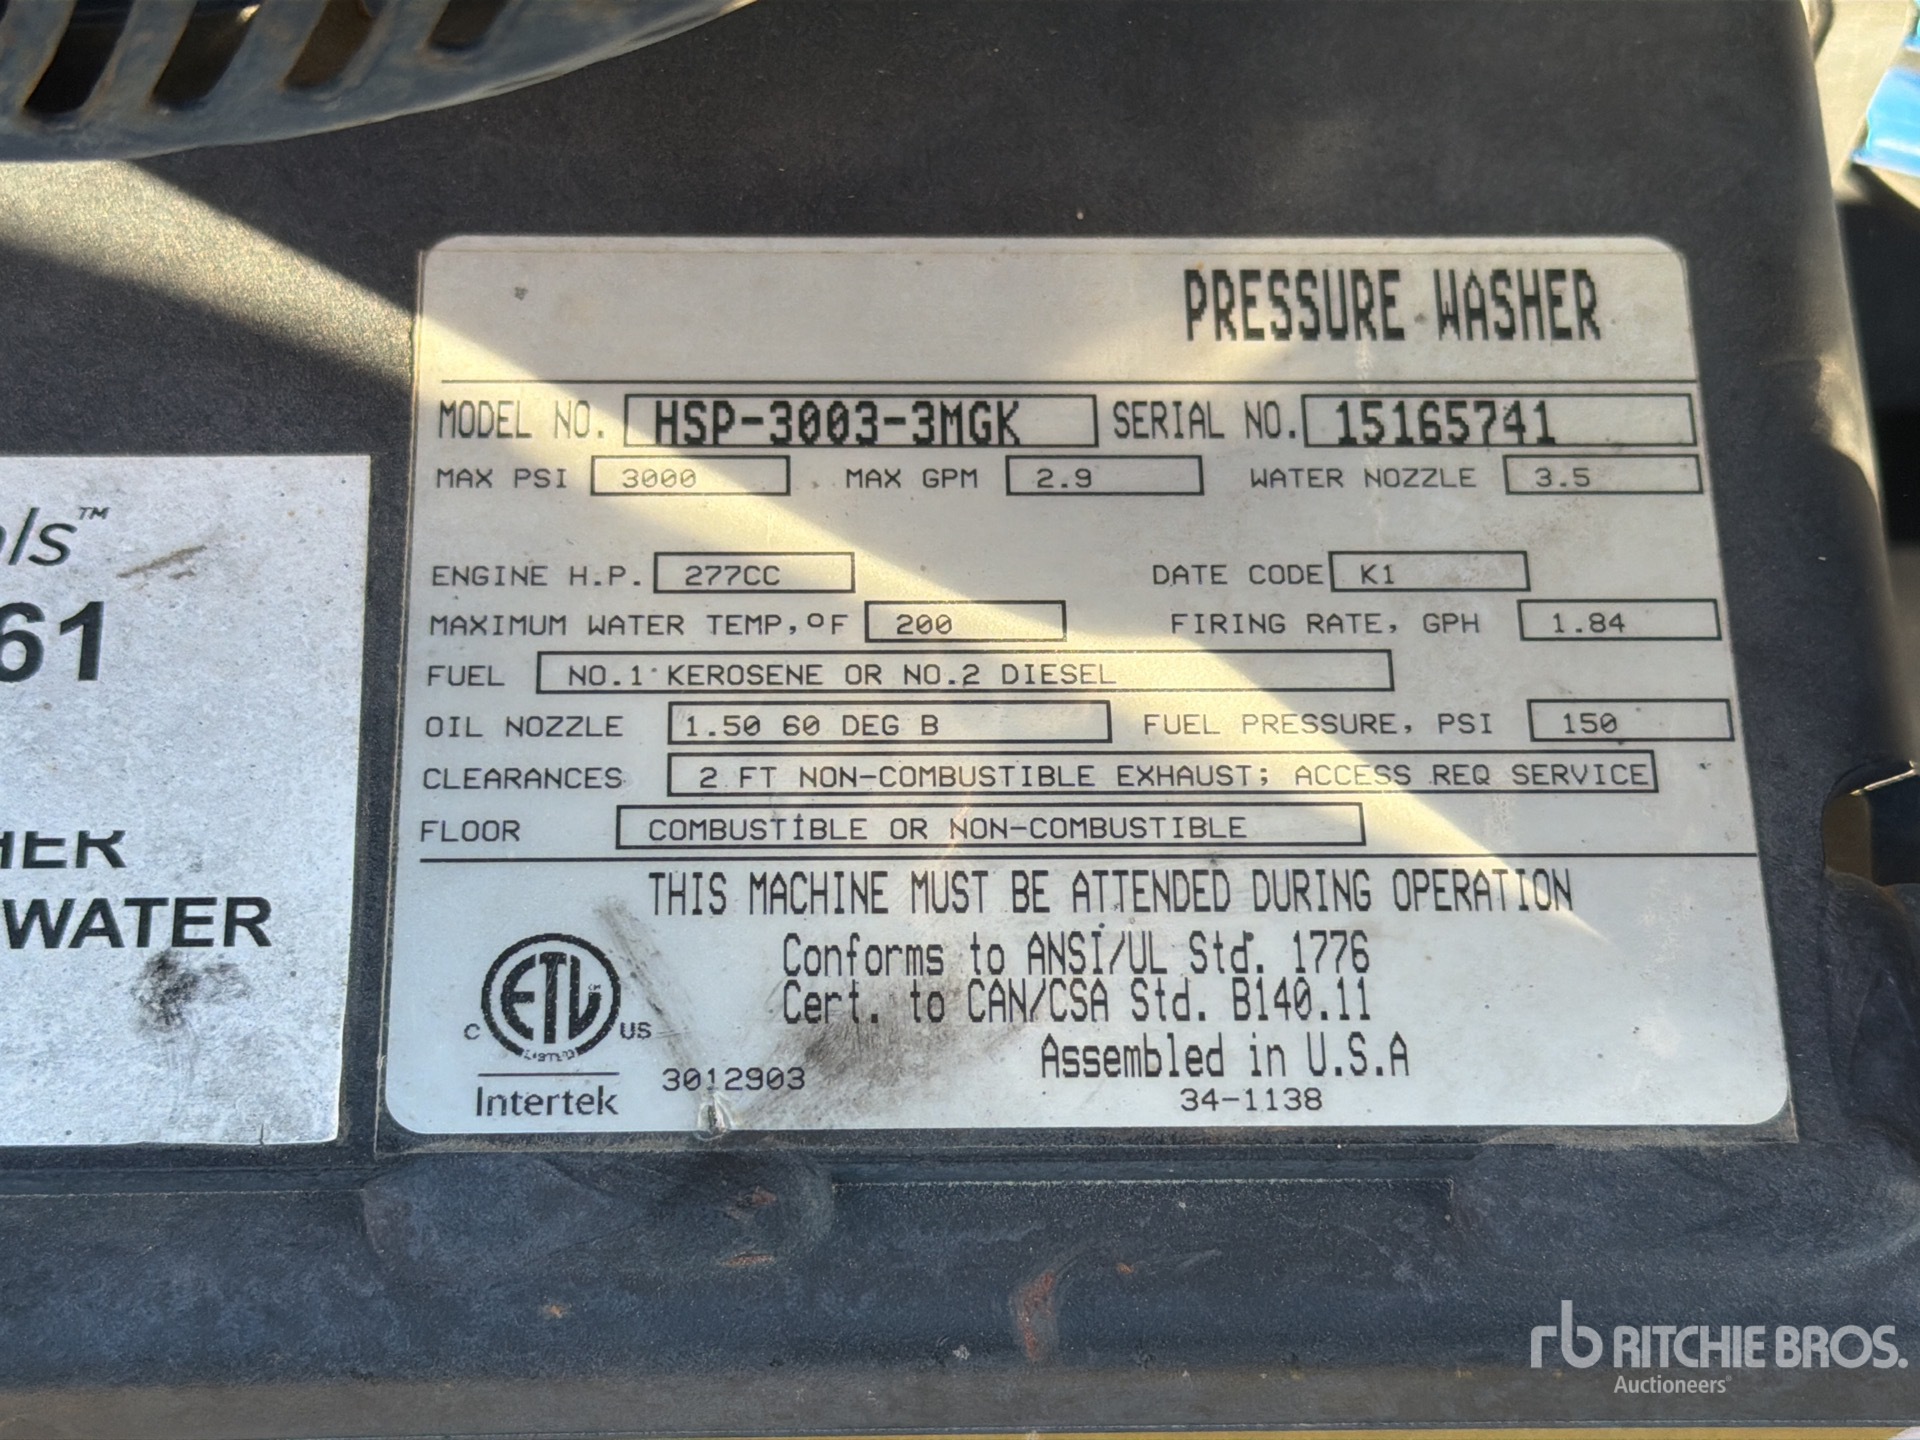 PRESSURE WASHER
MODEL NO. HSP-3003-3MGK SERIAL NO. 15165741
MAX PSI 3000 MAX GPM 2.9 WATER NOZZLE 3.5
ENGINE H.P. 277CC DATE CODE K1
MAXIMUM WATER TEMP,°F 200 FIRING RATE, GPH 1.84
FUEL NO.1 KEROSENE OR NO.2 DIESEL
OIL NOZZLE 1.50 60 DEG B FUEL PRESSURE, PSI 150
CLEARANCES 2 FT NON-COMBUSTIBLE EXHAUST; ACCESS REQ SERVICE
FLOOR COMBUSTIBLE OR NON-COMBUSTIBLE
THIS MACHINE MUST BE ATTENDED DURING OPERATION
Conforms to ANSI/UL Std. 1776
Cert. to CAN/CSA Std. B140.11
Assembled in U.S.A
34-1138
C ETL US
LISTED
Intertek
3012903
ls™
61
HER
WATER
rb RITCHIE BROS.
Auctioneers